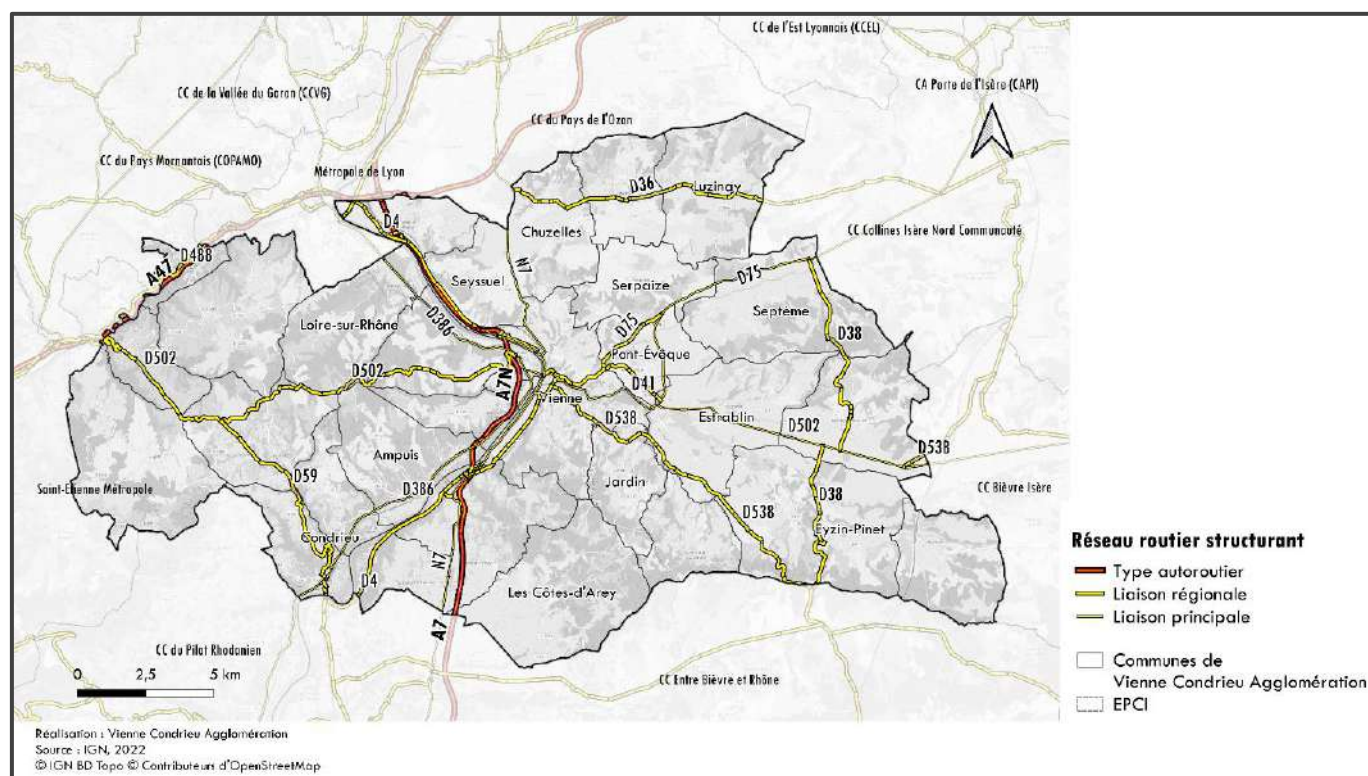 CC de l'Est Lyonnais (CCEL)
CC de la Vallée du Garon (CCVG)
CA Porte de l'Isère (CAPI)
CC du Pays de l'Ozon
CC du Pays Mornantais (COPAMO)
Métropole de Lyon
D36
Luzinay
D4
Chuzelles
CC Collines Isère Nord Communauté
D488
A47
N7
D75
Seyssuel
Serpaize
Septème
Loire-sur-Rhône
D386
D75
D38
Pont-Évêque
D502
D502
A7N
D41
Vienne
Estrablin
D538
D502
D538
Ampuis
D59
D386
Jardin
Saint-Etienne Métropole
CC Bièvre Isère
D38
D538
Eyzin-Pinet
Condrieu
N7
D4
Les Côtes-d'Arey
A7
CC du Pilat Rhodanien
CC Entre Bièvre et Rhône
0 2,5 5 km
Réseau routier structurant
Type autoroutier
Liaison régionale
Liaison principale
Communes de
Vienne Condrieu Agglomération
EPCI
Réalisation : Vienne Condrieu Agglomération
Source : IGN, 2022
© IGN BD Topo © Contributeurs d'OpenStreetMap